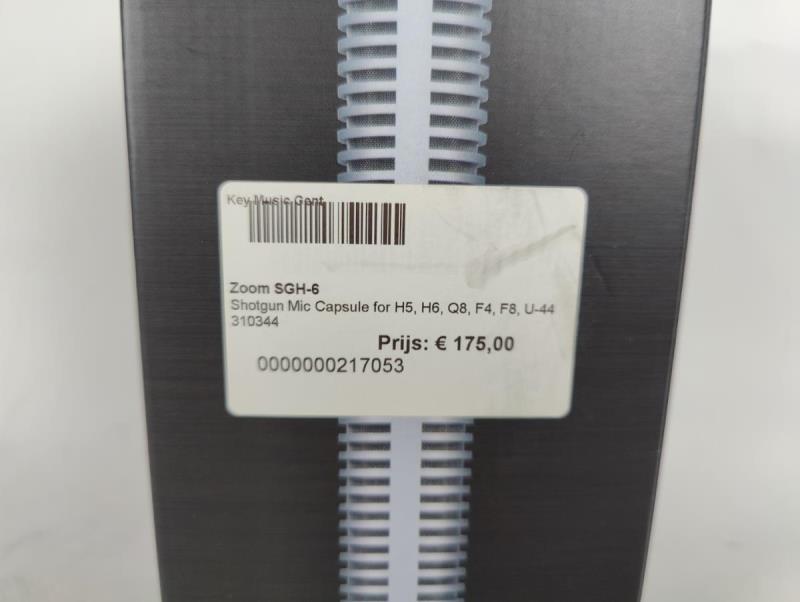 Key Music Gent
Zoom SGH-6
Shotgun Mic Capsule for H5, H6, Q8, F4, F8, U-44
310344
Prijs: € 175,00
0000000217053